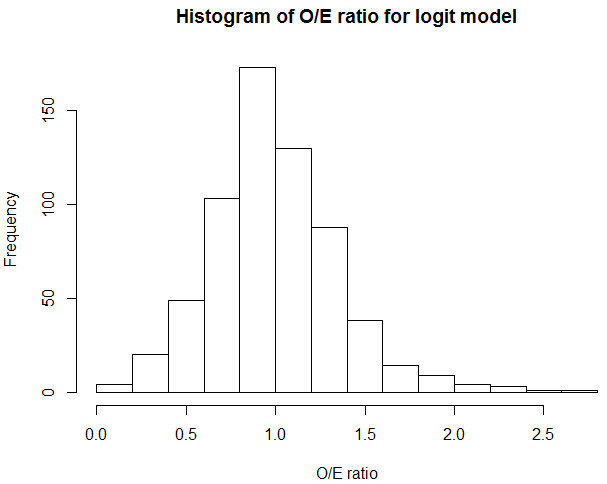 Histogram of O/E ratio for logit model
Frequency
150
100
50
0
0.0 0.5 1.0 1.5 2.0 2.5
O/E ratio